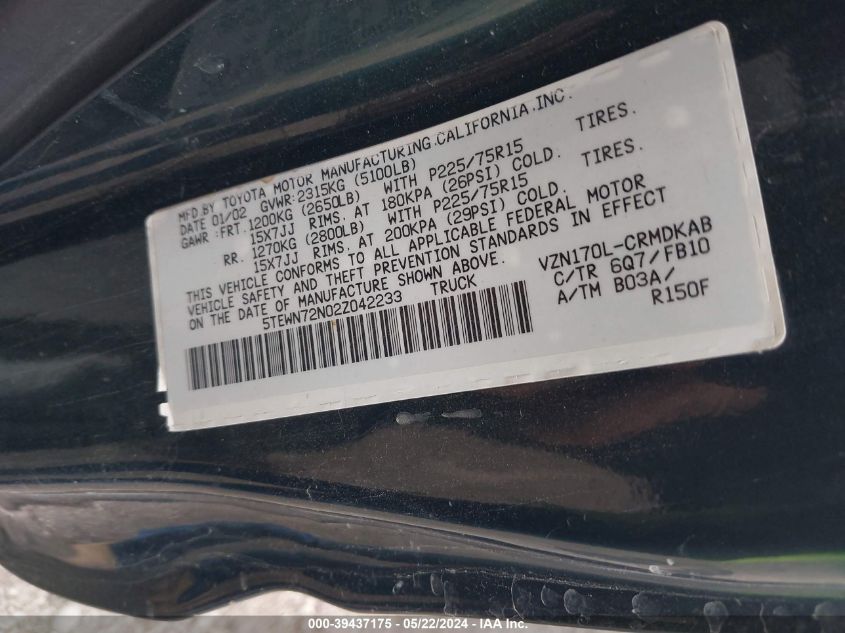 MFD.BY TOYOTA MOTOR MANUFACTURING.CALIFORNIA.INC.
DATE 01/02 GVWR:2315KG (5100LB)
GAWR:FRT.1200KG (2650LB) WITH P225/75R15 TIRES.
15X7JJ RIMS. AT 180KPA (26PSI) COLD.
RR. 1270KG (2800LB) WITH P225/75R15 TIRES.
15X7JJ RIMS. AT 200KPA (29PSI) COLD.
THIS VEHICLE CONFORMS TO ALL APPLICABLE FEDERAL MOTOR
VEHICLE SAFETY AND THEFT PREVENTION STANDARDS IN EFFECT
ON THE DATE OF MANUFACTURE SHOWN ABOVE.
5TEWN72N02Z042233 TRUCK
VZN170L-CRMDKAB
C/TR 6Q7/FB10
A/TM B03A/
R150F
000-39437175 - 05/22/2024 - IAA Inc.